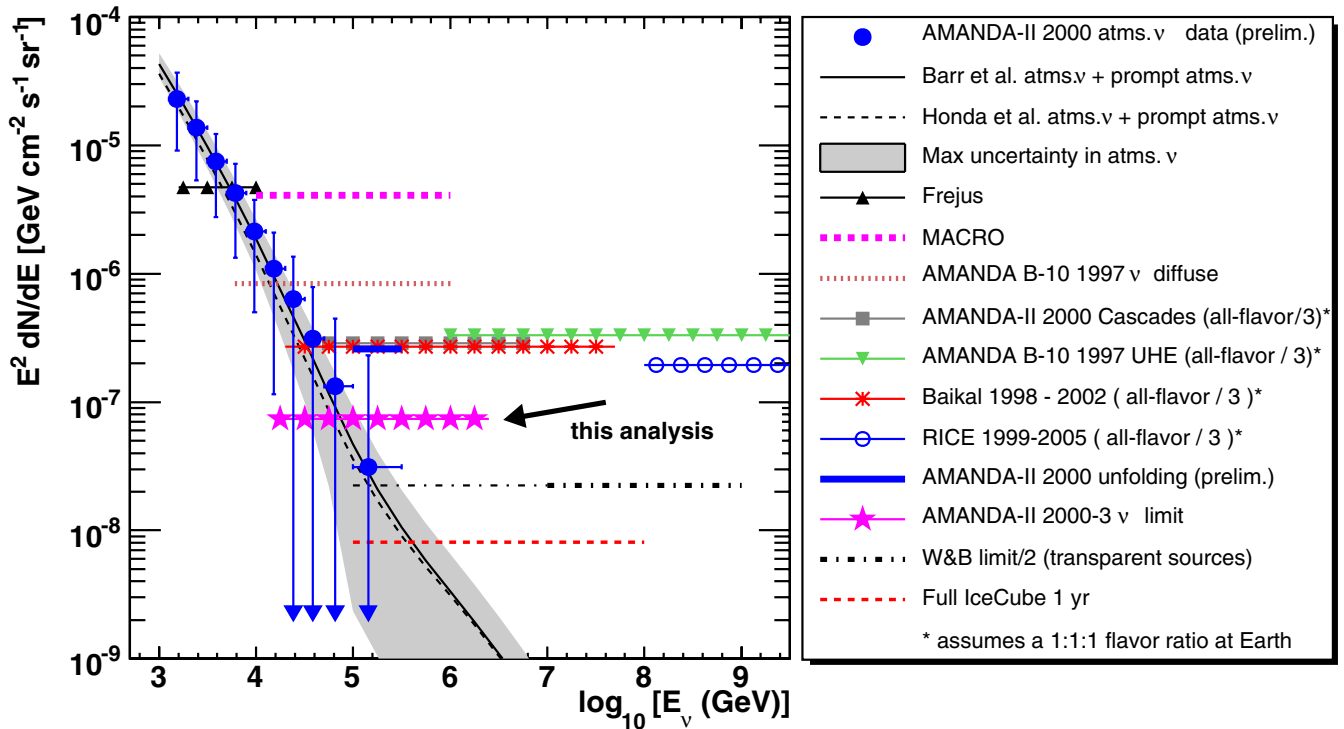 E² dN/dE [GeV cm⁻² s⁻¹ sr⁻¹]
10⁻⁴
10⁻⁵
10⁻⁶
10⁻⁷
10⁻⁸
10⁻⁹
this analysis
3 4 5 6 7 8 9
log₁₀ [E_ν (GeV)]
AMANDA-II 2000 atms. ν data (prelim.)
Barr et al. atms.ν + prompt atms.ν
Honda et al. atms.ν + prompt atms.ν
Max uncertainty in atms. ν
Frejus
MACRO
AMANDA B-10 1997 ν diffuse
AMANDA-II 2000 Cascades (all-flavor/3)*
AMANDA B-10 1997 UHE (all-flavor / 3)*
Baikal 1998 - 2002 ( all-flavor / 3 )*
RICE 1999-2005 ( all-flavor / 3 )*
AMANDA-II 2000 unfolding (prelim.)
AMANDA-II 2000-3 ν limit
W&B limit/2 (transparent sources)
Full IceCube 1 yr
* assumes a 1:1:1 flavor ratio at Earth